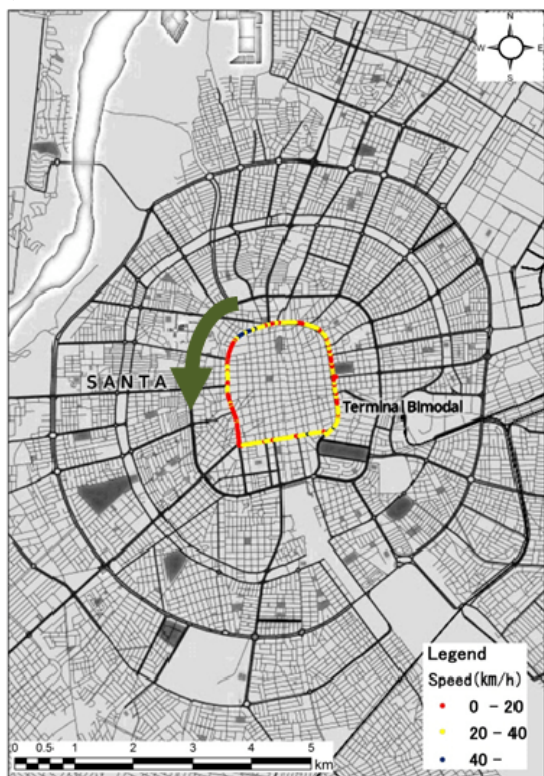 N
W E
S
SANTA
Terminal Bimodal
Legend
Speed(km/h)
0 - 20
20 - 40
40 -
0 0.5 1 2 3 4 5
km